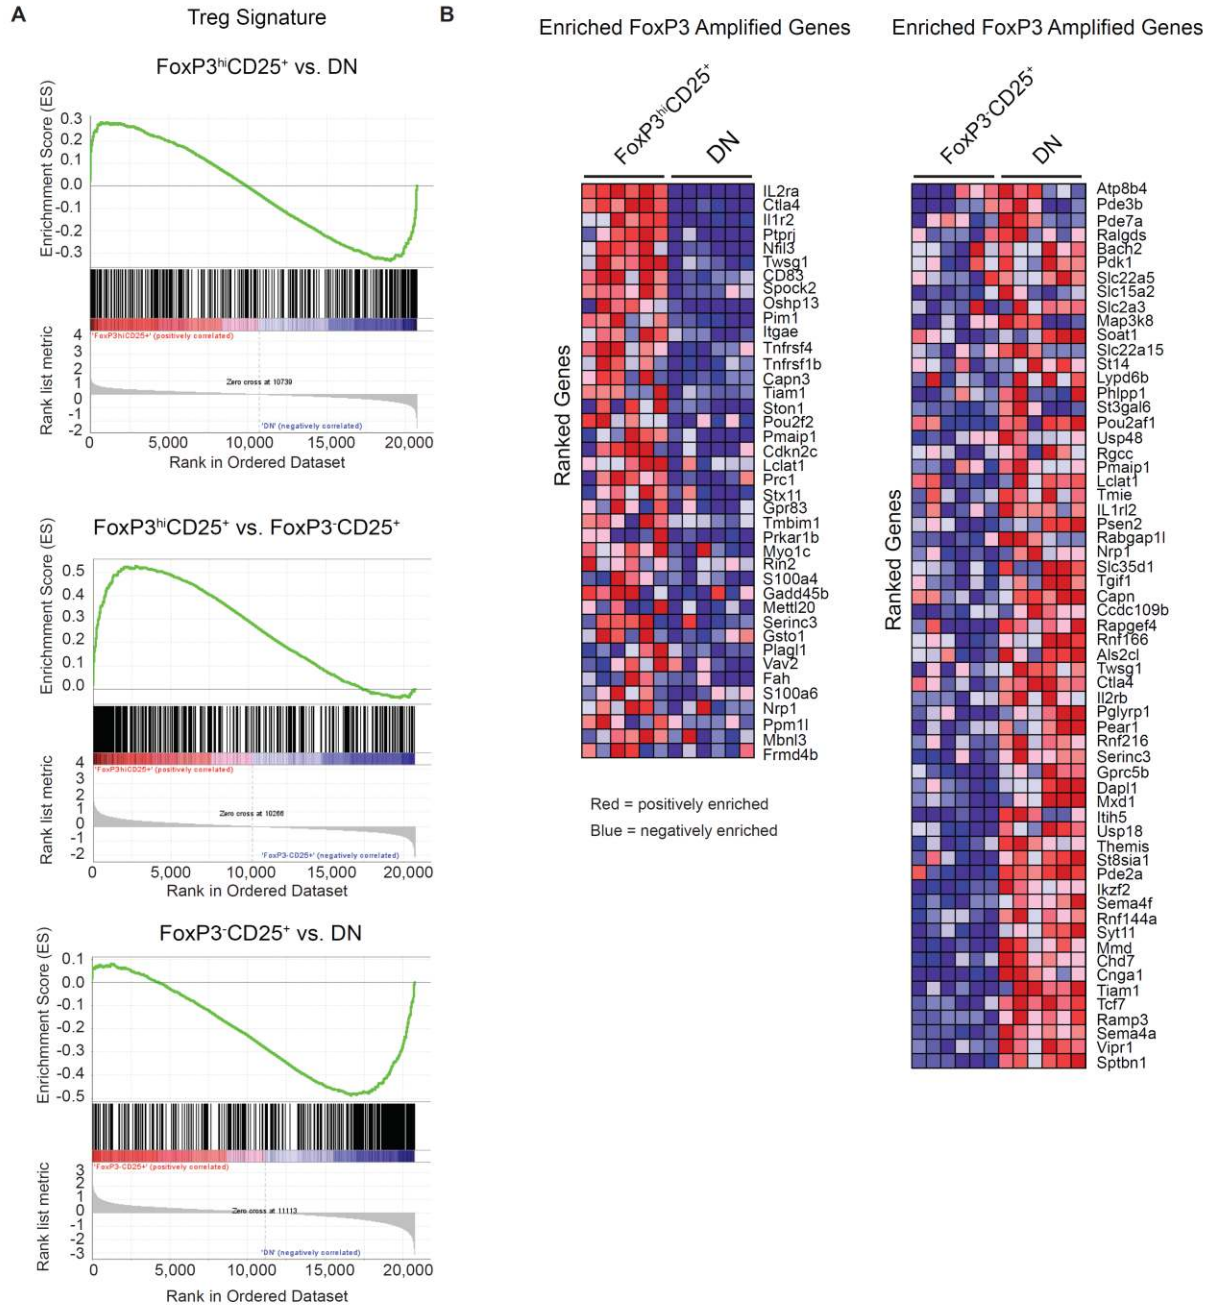 A
Treg Signature
FoxP3hiCD25+ vs. DN
Enrichmment Score (ES)
0.3
0.2
0.1
0.0
-0.1
-0.2
-0.3
'FoxP3hiCD25+' (positively correlated)
Rank list metric
4
3
2
1
0
-1
-2
Zero cross at 10739
'DN' (negatively correlated)
0 5,000 10,000 15,000 20,000
Rank in Ordered Dataset
FoxP3hiCD25+ vs. FoxP3-CD25+
Enrichmment Score (ES)
0.5
0.4
0.3
0.2
0.1
0.0
'FoxP3hiCD25+' (positively correlated)
Rank list metric
4
3
2
1
0
-1
-2
Zero cross at 10266
'FoxP3-CD25+' (negatively correlated)
0 5,000 10,000 15,000 20,000
Rank in Ordered Dataset
FoxP3-CD25+ vs. DN
Enrichmment Score (ES)
0.1
0.0
-0.1
-0.2
-0.3
-0.4
-0.5
'FoxP3-CD25+' (positively correlated)
Rank list metric
3
2
1
0
-1
-2
-3
Zero cross at 11113
'DN' (negatively correlated)
0 5,000 10,000 15,000 20,000
Rank in Ordered Dataset
B
Enriched FoxP3 Amplified Genes
FoxP3hiCD25+
DN
Ranked Genes
IL2ra
Ctla4
Il1r2
Ptprj
Nfil3
Twsg1
CD83
Spock2
Oshp13
Pim1
Itgae
Tnfrsf4
Tnfrsf1b
Capn3
Tiam1
Ston1
Pou2f2
Pmaip1
Cdkn2c
Lclat1
Prc1
Stx11
Gpr83
Tmbim1
Prkar1b
Myo1c
Rin2
S100a4
Gadd45b
Mettl20
Serinc3
Gsto1
Plagl1
Vav2
Fah
S100a6
Nrp1
Ppm1l
Mbnl3
Frmd4b
Red = positively enriched
Blue = negatively enriched
Enriched FoxP3 Amplified Genes
FoxP3-CD25+
DN
Ranked Genes
Atp8b4
Pde3b
Pde7a
Ralgds
Bach2
Pdk1
Slc22a5
Slc15a2
Slc2a3
Map3k8
Soat1
Slc22a15
St14
Lypd6b
Phlpp1
St3gal6
Pou2af1
Usp48
Rgcc
Pmaip1
Lclat1
Tmie
IL1rl2
Psen2
Rabgap1l
Nrp1
Slc35d1
Tgif1
Capn
Ccdc109b
Rapgef4
Rnf166
Als2cl
Twsg1
Ctla4
Il2rb
Pglyrp1
Pear1
Rnf216
Serinc3
Gprc5b
Dapl1
Mxd1
Itih5
Usp18
Themis
St8sia1
Pde2a
Ikzf2
Sema4f
Rnf144a
Syt11
Mmd
Chd7
Cnga1
Tiam1
Tcf7
Ramp3
Sema4a
Vipr1
Sptbn1